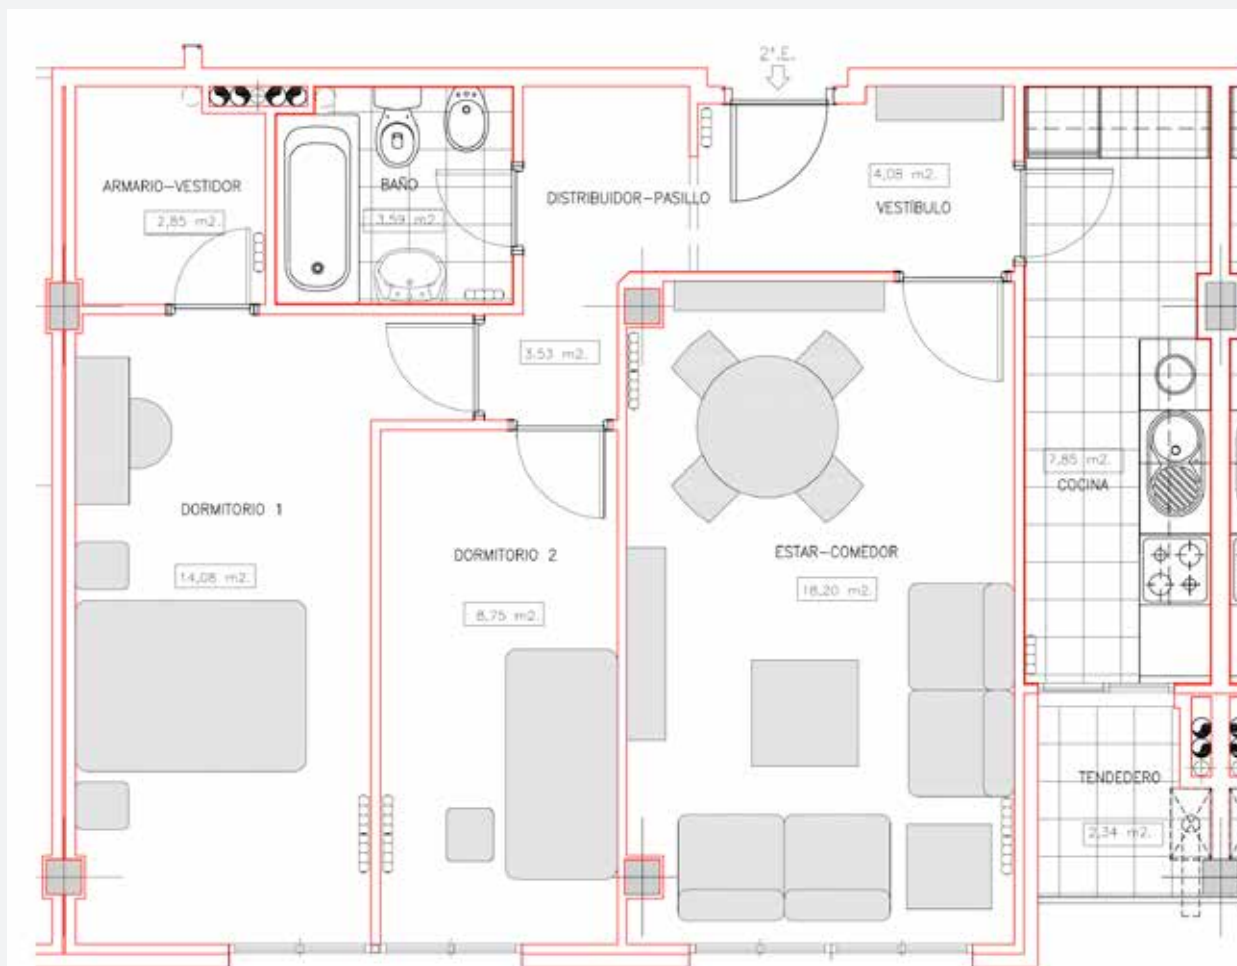 2ª.E.
ARMARIO-VESTIDOR
2,85 m2.
BAÑO
3.59 m2.
DISTRIBUIDOR-PASILLO
3.53 m2.
4,08 m2.
VESTÍBULO
DORMITORIO 1
14,08 m2.
DORMITORIO 2
8,75 m2.
ESTAR-COMEDOR
18,20 m2.
7,85 m2.
COCINA
TENDEDERO
2,34 m2.